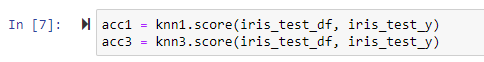 In [7]:
acc1 = knn1.score(iris_test_df, iris_test_y)
acc3 = knn3.score(iris_test_df, iris_test_y)